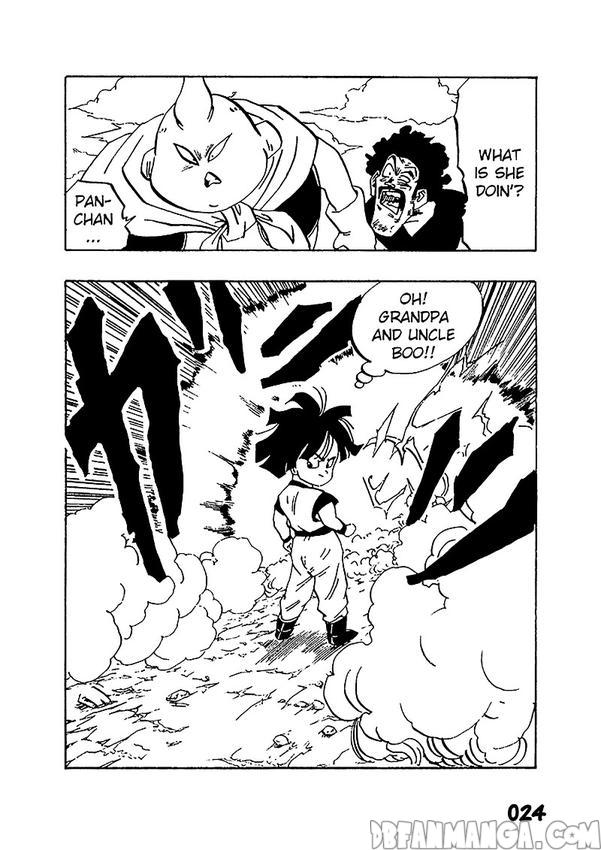 WHAT
IS SHE
DOIN'?
PAN-
CHAN
...
OH!
GRANDPA
AND UNCLE
BOO!!
024
DBFANMANGA.COM